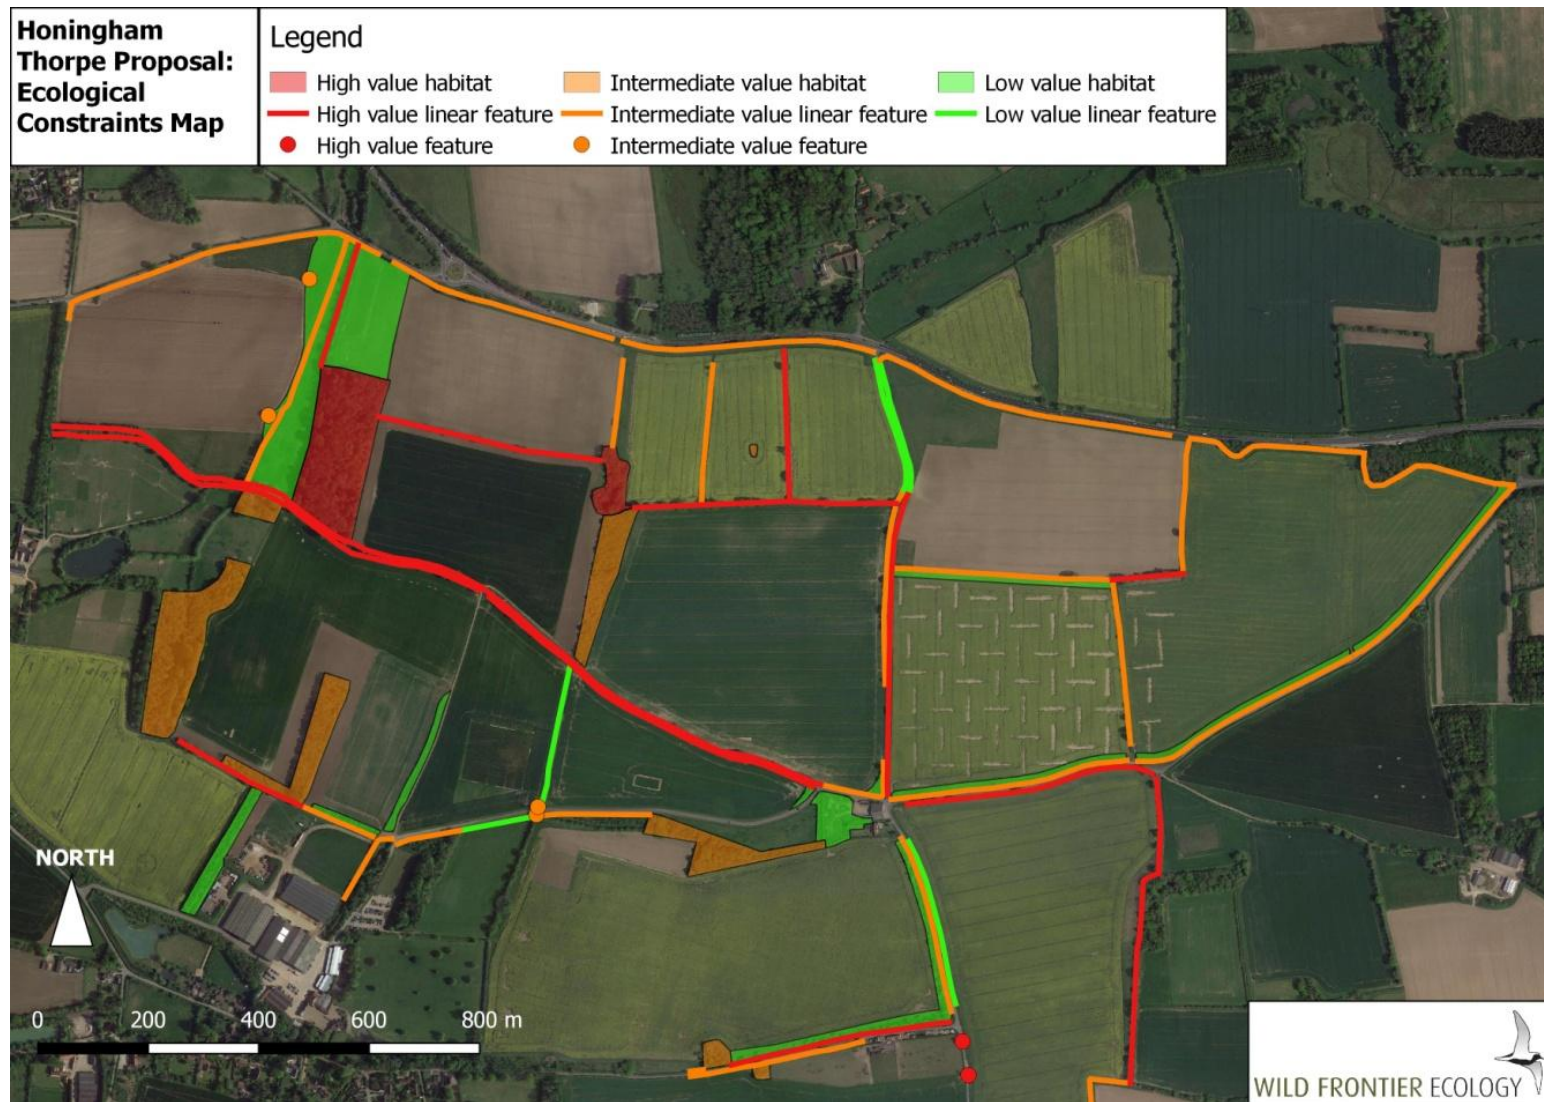 Honingham
Thorpe Proposal:
Ecological
Constraints Map
Legend
High value habitat
Intermediate value habitat
Low value habitat
High value linear feature
Intermediate value linear feature
Low value linear feature
High value feature
Intermediate value feature
NORTH
0 200 400 600 800 m
WILD FRONTIER ECOLOGY